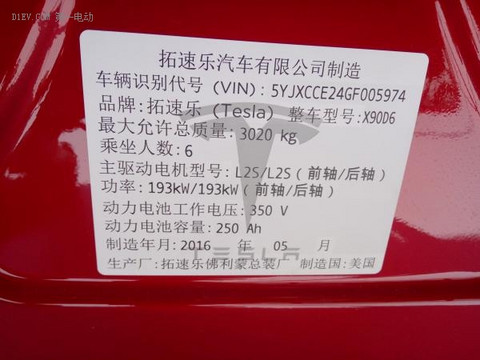 D1EV.COM 第一电动
拓速乐汽车有限公司制造
车辆识别代号 (VIN): 5YJXCCE24GF005974
品牌: 拓速乐 (Tesla) 整车型号: X90D6
最大允许总质量: 3020 kg
乘坐人数: 6
主驱动电机型号: L2S/L2S (前轴/后轴)
功率: 193kW/193kW (前轴/后轴)
动力电池工作电压: 350 V
动力电池容量: 250 Ah
制造年月: 2016 年 05 月
TESLA
生产厂: 拓速乐佛利蒙总装厂 制造国: 美国